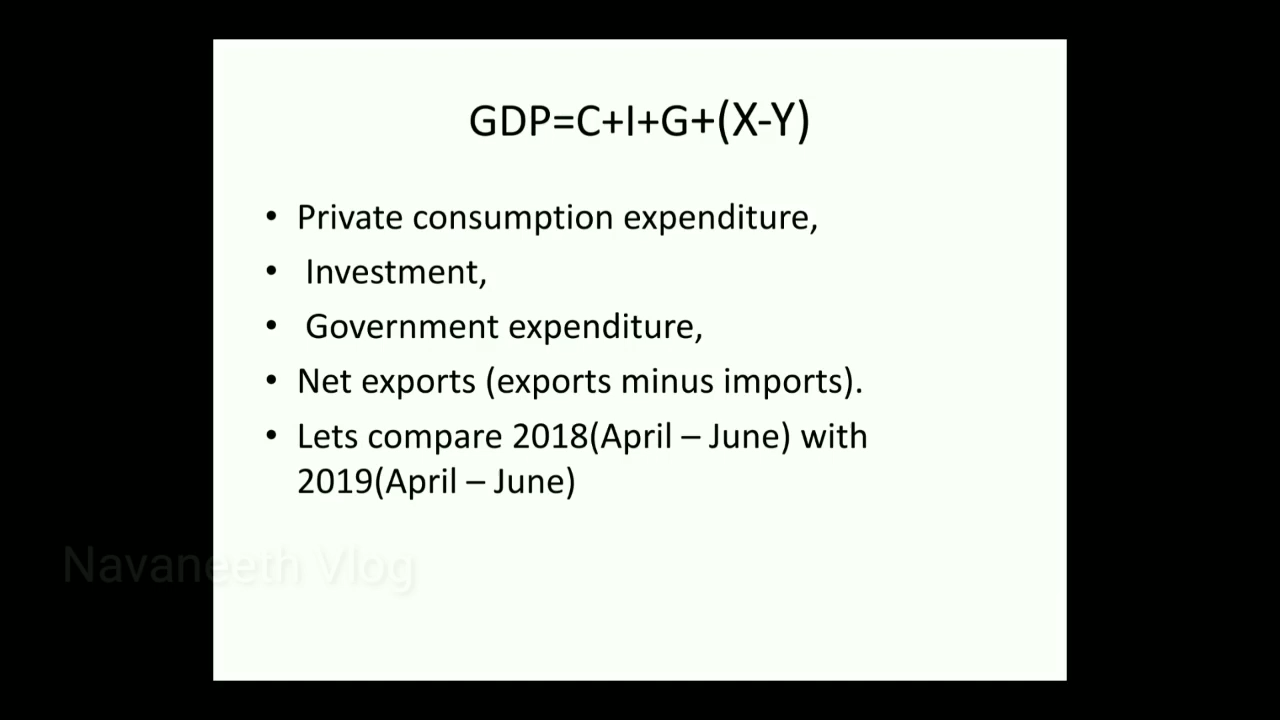 GDP=C+I+G+(X-Y)
• Private consumption expenditure,
• Investment,
• Government expenditure,
• Net exports (exports minus imports).
• Lets compare 2018(April – June) with
2019(April – June)
Navaneeth Vlog